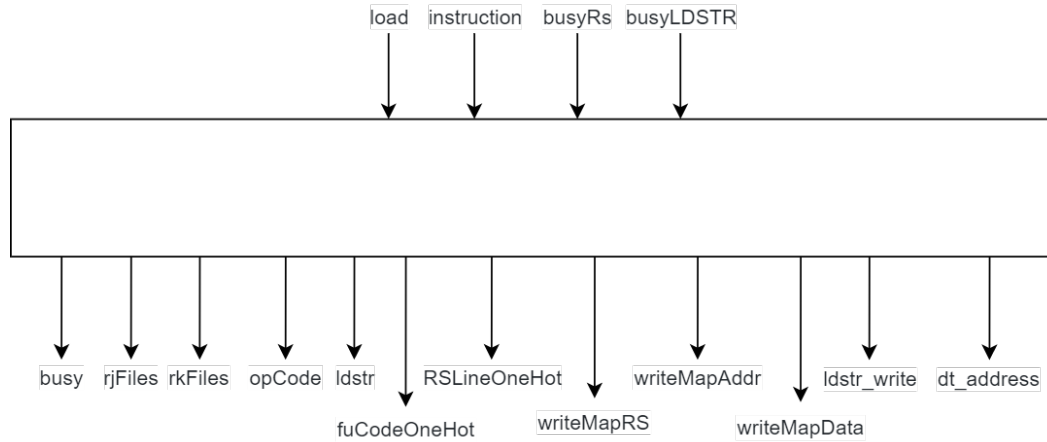 load instruction busyRs busyLDSTR
busy rjFiles rkFiles opCode ldstr RSLineOneHot writeMapAddr ldstr_write dt_address
fuCodeOneHot writeMapRS writeMapData